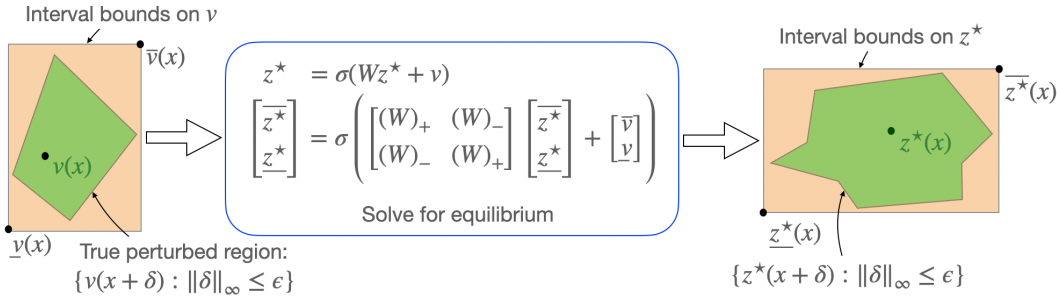 Interval bounds on v
v̅(x)
v(x)
v̲(x)
True perturbed region:
{v(x + δ) : ‖δ‖∞ ≤ ϵ}
z⋆ = σ(Wz⋆ + v)
[z̅⋆; z̲⋆] = σ([(W)₊ (W)₋; (W)₋ (W)₊] [z̅⋆; z̲⋆] + [v̅; v̲])
Solve for equilibrium
Interval bounds on z⋆
z̅⋆(x)
z⋆(x)
z̲⋆(x)
{z⋆(x + δ) : ‖δ‖∞ ≤ ϵ}